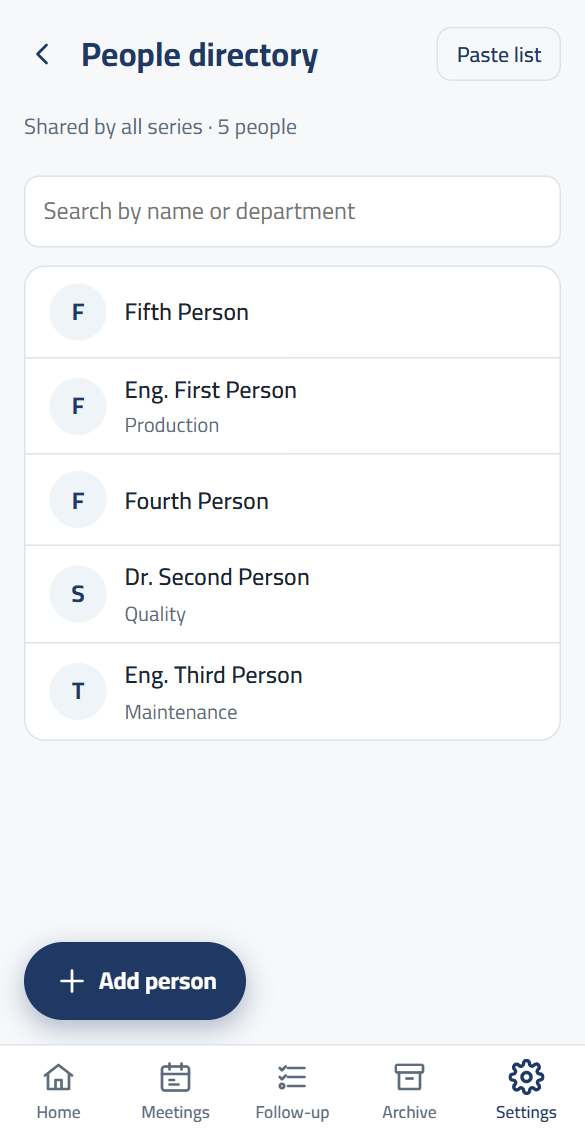 People directory
Paste list
Shared by all series · 5 people
Search by name or department
F
Fifth Person
F
Eng. First Person
Production
F
Fourth Person
S
Dr. Second Person
Quality
T
Eng. Third Person
Maintenance
Add person
Home
Meetings
Follow-up
Archive
Settings